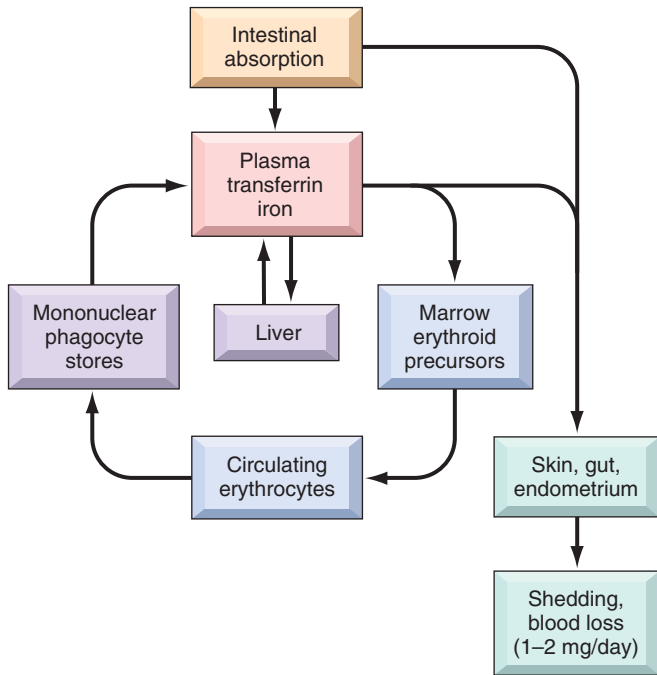 Intestinal
absorption
Plasma
transferrin
iron
Mononuclear
phagocyte
stores
Liver
Marrow
erythroid
precursors
Circulating
erythrocytes
Skin, gut,
endometrium
Shedding,
blood loss
(1–2 mg/day)